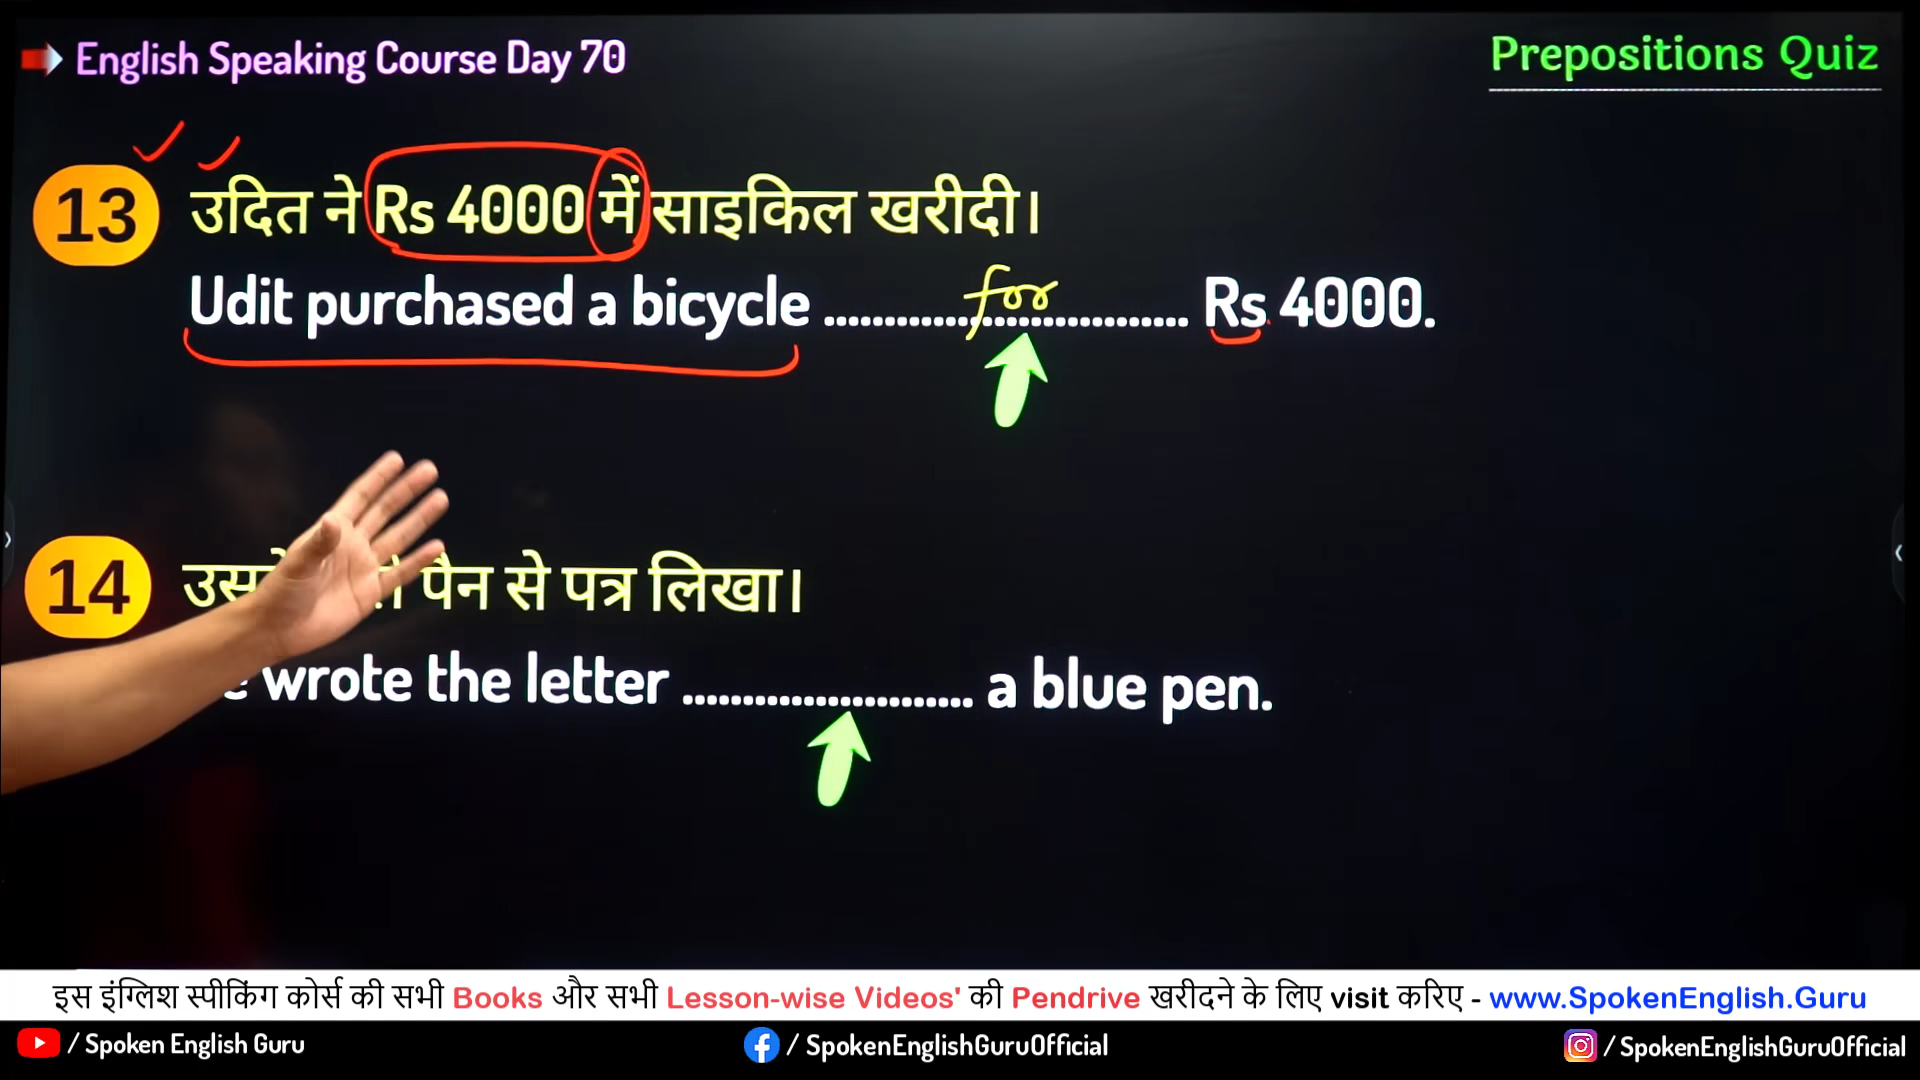 English Speaking Course Day 70
Prepositions Quiz
13 उदित ने Rs 4000 में साइकिल खरीदी।
Udit purchased a bicycle ............................... for Rs 4000.
14 पैन से पत्र लिखा।
wrote the letter ........................ a blue pen.
इस इंग्लिश स्पीकिंग कोर्स की सभी Books और सभी Lesson-wise Videos' की Pendrive खरीदने के लिए visit करिए - www.SpokenEnglish.Guru
/ Spoken English Guru
/ SpokenEnglishGuruOfficial
/ SpokenEnglishGuruOfficial